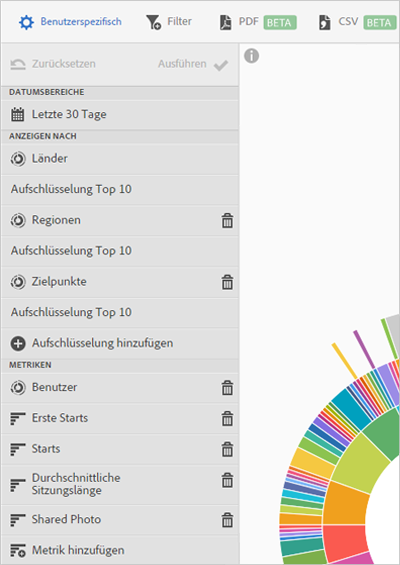 Benutzerspezifisch Filter PDF BETA CSV BETA
Zurücksetzen Ausführen
DATUMSBEREICHE
Letzte 30 Tage
ANZEIGEN NACH
Länder
Aufschlüsselung Top 10
Regionen
Aufschlüsselung Top 10
Zielpunkte
Aufschlüsselung Top 10
Aufschlüsselung hinzufügen
METRIKEN
Benutzer
Erste Starts
Starts
Durchschnittliche
Sitzungslänge
Shared Photo
Metrik hinzufügen